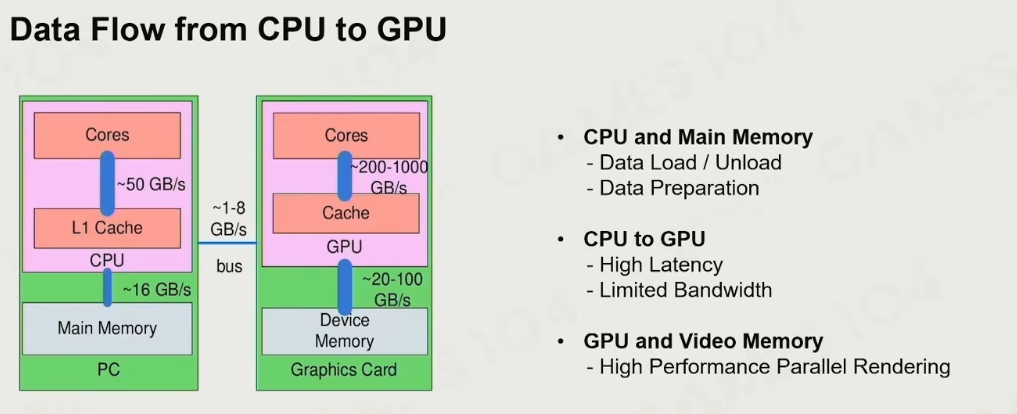 Data Flow from CPU to GPU
Cores
~50 GB/s
L1 Cache
CPU
~16 GB/s
Main Memory
PC
~1-8
GB/s
bus
Cores
~200-1000
GB/s
Cache
GPU
~20-100
GB/s
Device
Memory
Graphics Card
• CPU and Main Memory
- Data Load / Unload
- Data Preparation
• CPU to GPU
- High Latency
- Limited Bandwidth
• GPU and Video Memory
- High Performance Parallel Rendering
GAMES 104